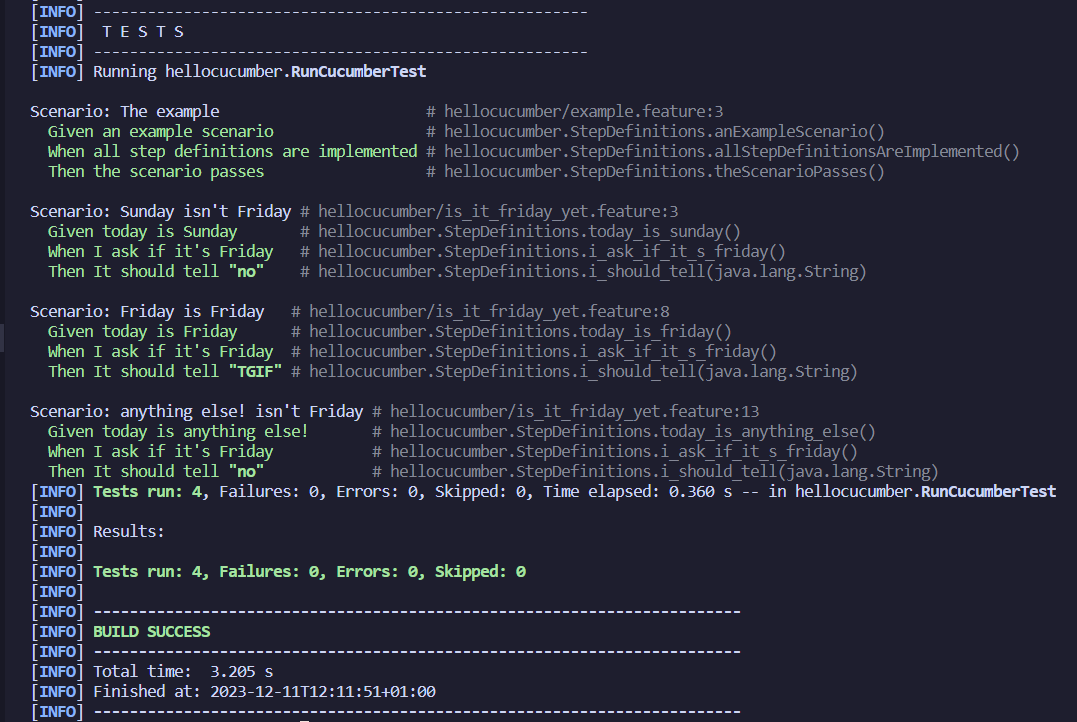 [INFO] -------------------------------------------------------
[INFO]  T E S T S
[INFO] -------------------------------------------------------
[INFO] Running hellocucumber.RunCucumberTest

Scenario: The example                       # hellocucumber/example.feature:3
  Given an example scenario                 # hellocucumber.StepDefinitions.anExampleScenario()
  When all step definitions are implemented # hellocucumber.StepDefinitions.allStepDefinitionsAreImplemented()
  Then the scenario passes                  # hellocucumber.StepDefinitions.theScenarioPasses()

Scenario: Sunday isn't Friday # hellocucumber/is_it_friday_yet.feature:3
  Given today is Sunday       # hellocucumber.StepDefinitions.today_is_sunday()
  When I ask if it's Friday   # hellocucumber.StepDefinitions.i_ask_if_it_s_friday()
  Then It should tell "no"    # hellocucumber.StepDefinitions.i_should_tell(java.lang.String)

Scenario: Friday is Friday   # hellocucumber/is_it_friday_yet.feature:8
  Given today is Friday      # hellocucumber.StepDefinitions.today_is_friday()
  When I ask if it's Friday  # hellocucumber.StepDefinitions.i_ask_if_it_s_friday()
  Then It should tell "TGIF" # hellocucumber.StepDefinitions.i_should_tell(java.lang.String)

Scenario: anything else! isn't Friday # hellocucumber/is_it_friday_yet.feature:13
  Given today is anything else!       # hellocucumber.StepDefinitions.today_is_anything_else()
  When I ask if it's Friday           # hellocucumber.StepDefinitions.i_ask_if_it_s_friday()
  Then It should tell "no"            # hellocucumber.StepDefinitions.i_should_tell(java.lang.String)
[INFO] Tests run: 4, Failures: 0, Errors: 0, Skipped: 0, Time elapsed: 0.360 s -- in hellocucumber.RunCucumberTest
[INFO]
[INFO] Results:
[INFO]
[INFO] Tests run: 4, Failures: 0, Errors: 0, Skipped: 0
[INFO]
[INFO] ------------------------------------------------------------------------
[INFO] BUILD SUCCESS
[INFO] ------------------------------------------------------------------------
[INFO] Total time:  3.205 s
[INFO] Finished at: 2023-12-11T12:11:51+01:00
[INFO] ------------------------------------------------------------------------